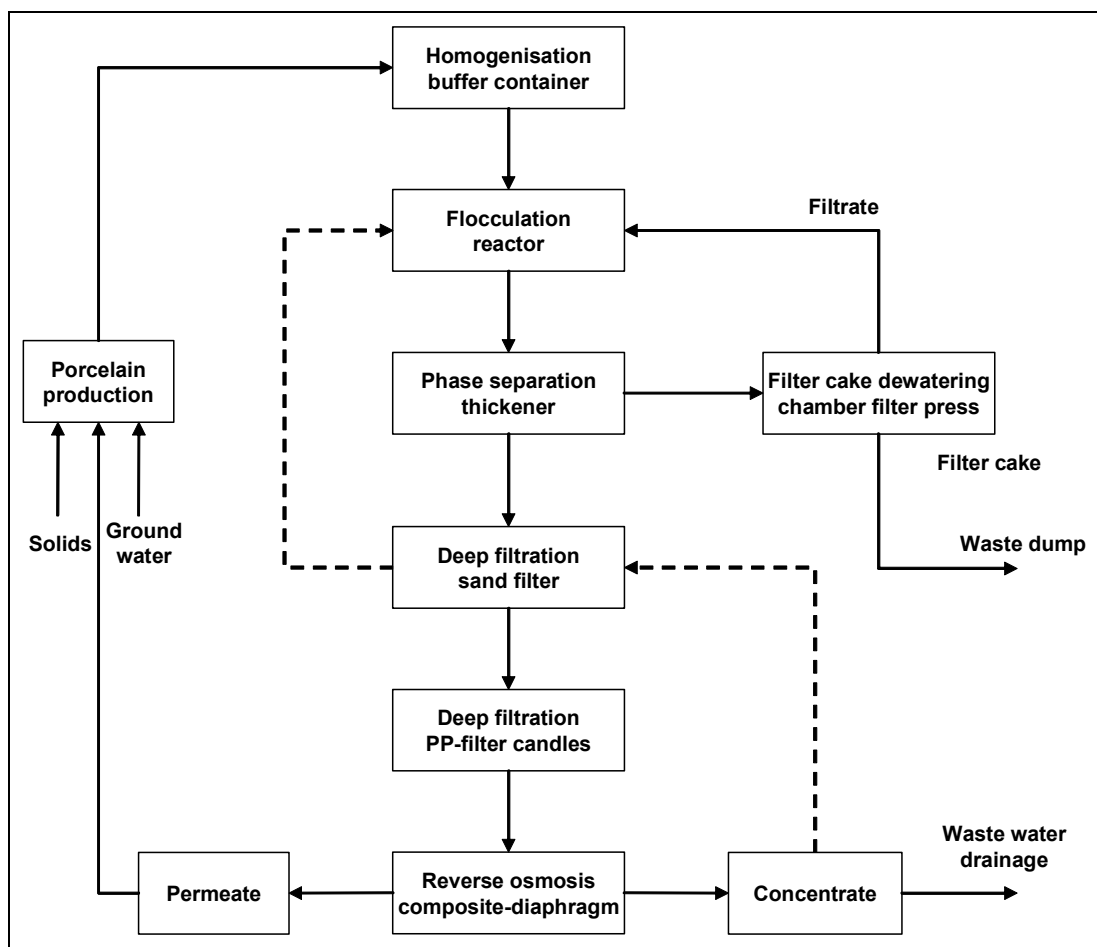 Homogenisation
buffer container
Flocculation
reactor
Filtrate
Porcelain
production
Phase separation
thickener
Filter cake dewatering
chamber filter press
Filter cake
Solids
Ground
water
Deep filtration
sand filter
Waste dump
Deep filtration
PP-filter candles
Waste water
drainage
Permeate
Reverse osmosis
composite-diaphragm
Concentrate